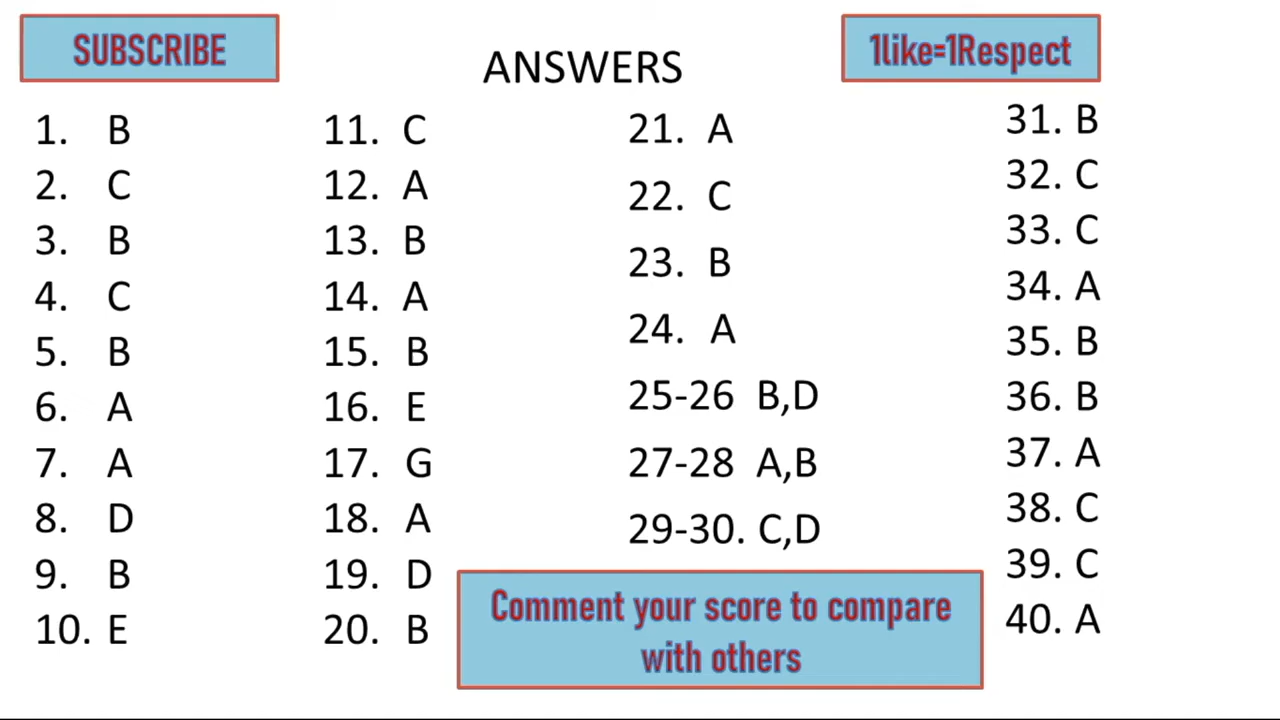 SUBSCRIBE
ANSWERS
1like=1Respect
1. B
2. C
3. B
4. C
5. B
6. A
7. A
8. D
9. B
10. E
11. C
12. A
13. B
14. A
15. B
16. E
17. G
18. A
19. D
20. B
21. A
22. C
23. B
24. A
25-26 B,D
27-28 A,B
29-30. C,D
31. B
32. C
33. C
34. A
35. B
36. B
37. A
38. C
39. C
40. A
Comment your score to compare
with others